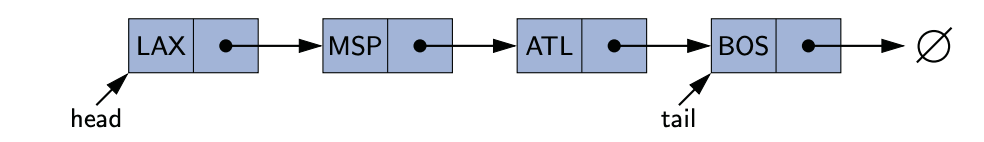 LAX MSP ATL BOS ∅
head tail